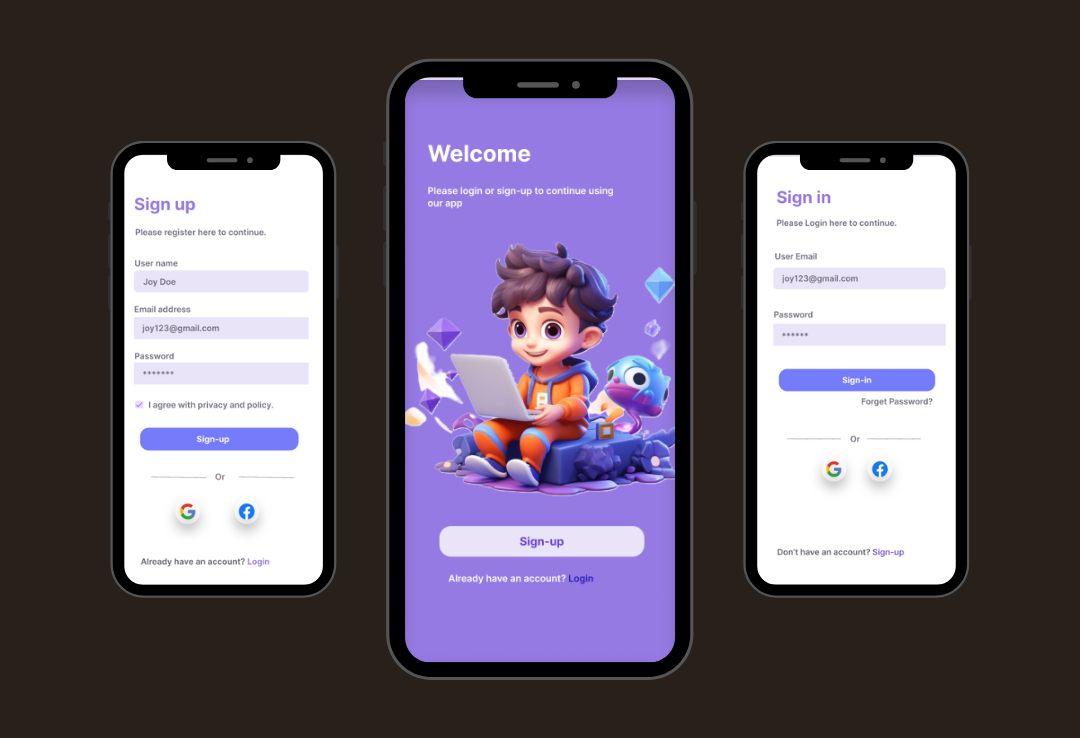 Sign up
Please register here to continue.
User name
Joy Doe
Email address
joy123@gmail.com
Password
*******
I agree with privacy and policy.
Sign-up
Or
Already have an account? Login
Welcome
Please login or sign-up to continue using
our app
Sign-up
Already have an account? Login
Sign in
Please Login here to continue.
User Email
joy123@gmail.com
Password
******
Sign-in
Forget Password?
Or
Don't have an account? Sign-up